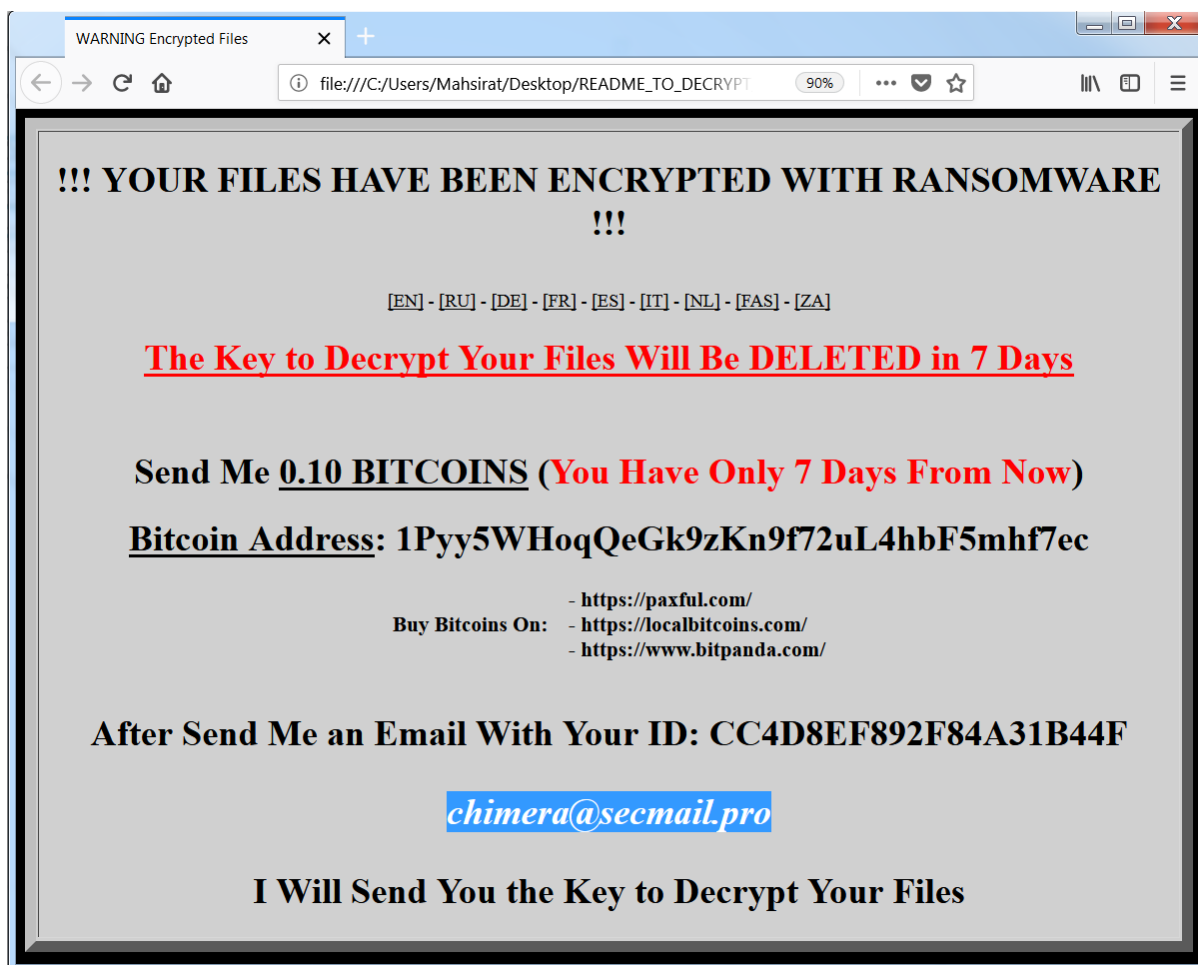 WARNING Encrypted Files
file:///C:/Users/Mahsirat/Desktop/README_TO_DECRYPT
90%
!!! YOUR FILES HAVE BEEN ENCRYPTED WITH RANSOMWARE
!!!
[EN] - [RU] - [DE] - [FR] - [ES] - [IT] - [NL] - [FAS] - [ZA]
The Key to Decrypt Your Files Will Be DELETED in 7 Days
Send Me 0.10 BITCOINS (You Have Only 7 Days From Now)
Bitcoin Address: 1Pyy5WHoqQeGk9zKn9f72uL4hbF5mhf7ec
- https://paxful.com/
Buy Bitcoins On: - https://localbitcoins.com/
- https://www.bitpanda.com/
After Send Me an Email With Your ID: CC4D8EF892F84A31B44F
chimera@secmail.pro
I Will Send You the Key to Decrypt Your Files